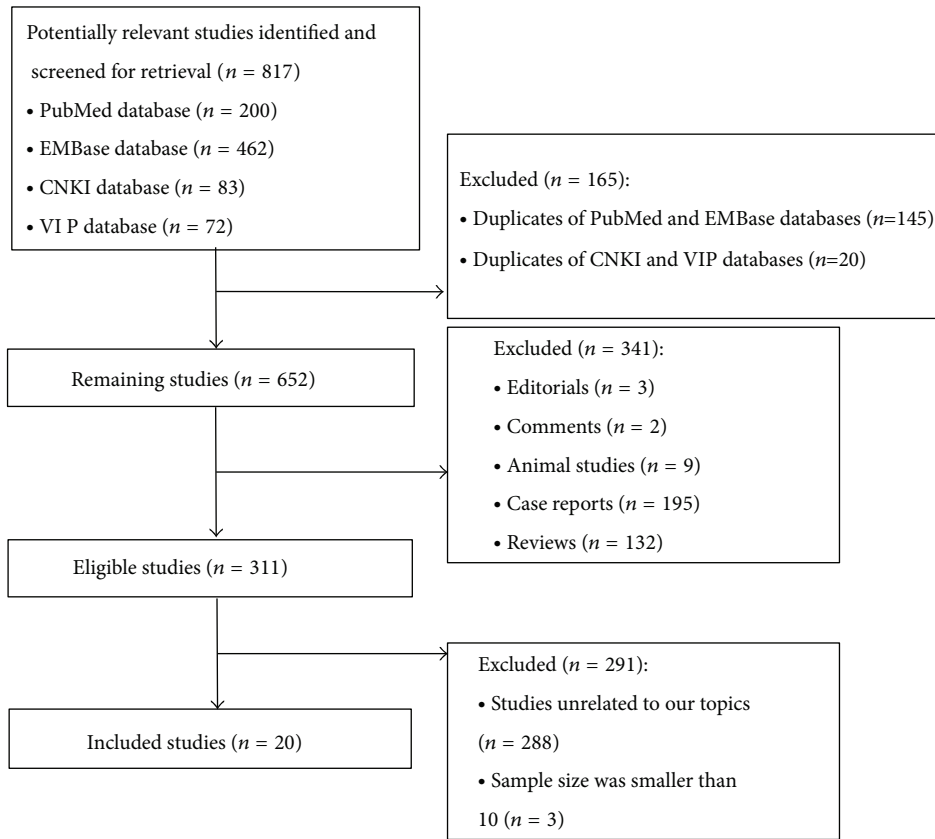 Potentially relevant studies identified and
screened for retrieval (n = 817)
• PubMed database (n = 200)
• EMBase database (n = 462)
• CNKI database (n = 83)
• VI P database (n = 72)
Excluded (n = 165):
• Duplicates of PubMed and EMBase databases (n=145)
• Duplicates of CNKI and VIP databases (n=20)
Remaining studies (n = 652)
Excluded (n = 341):
• Editorials (n = 3)
• Comments (n = 2)
• Animal studies (n = 9)
• Case reports (n = 195)
• Reviews (n = 132)
Eligible studies (n = 311)
Excluded (n = 291):
• Studies unrelated to our topics
(n = 288)
• Sample size was smaller than
10 (n = 3)
Included studies (n = 20)